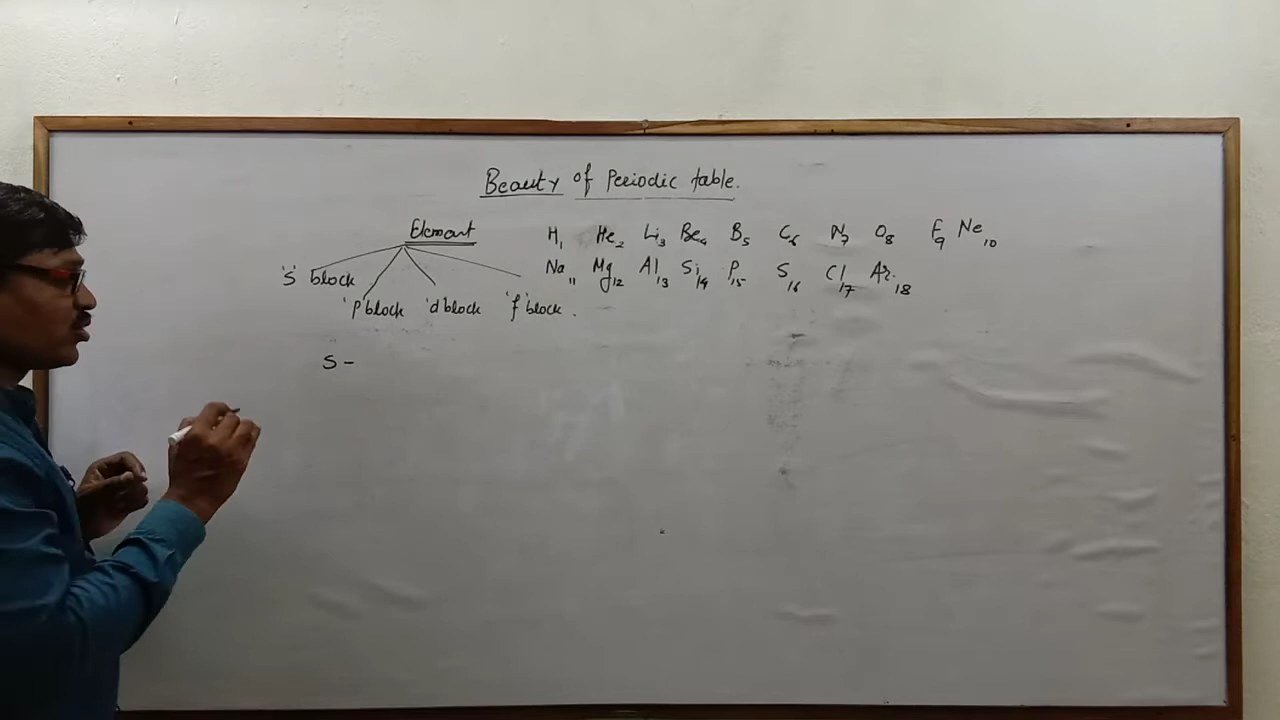 Beauty of Periodic table.
Element
's' block
'p' block 'd' block 'f' block.
H₁ He₂ Li₃ Be₄ B₅ C₆ N₇ O₈ F₉ Ne₁₀
Na₁₁ Mg₁₂ Al₁₃ Si₁₄ P₁₅ S₁₆ Cl₁₇ Ar₁₈
S -